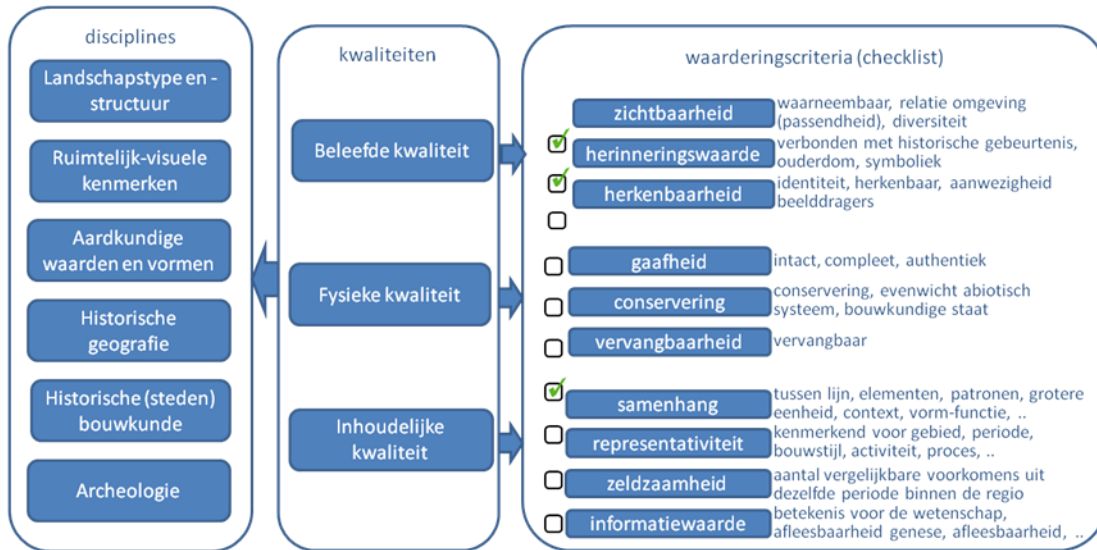 disciplines
Landschapstype en -
structuur
Ruimtelijk-visuele
kenmerken
Aardkundige
waarden en vormen
Historische
geografie
Historische (steden)
bouwkunde
Archeologie
kwaliteiten
Beleefde kwaliteit
Fysieke kwaliteit
Inhoudelijke
kwaliteit
waarderingscriteria (checklist)
zichtbaarheid
waarneembaar, relatie omgeving
(passendheid), diversiteit
herinneringswaarde
verbonden met historische gebeurtenis,
ouderdom, symboliek
herkenbaarheid
identiteit, herkenbaar, aanwezigheid
beelddragers
gaafheid
intact, compleet, authentiek
conservering
conservering, evenwicht abiotisch
systeem, bouwkundige staat
vervangbaarheid
vervangbaar
samenhang
tussen lijn, elementen, patronen, grotere
eenheid, context, vorm-functie, ..
representativiteit
kenmerkend voor gebied, periode,
bouwstijl, activiteit, proces, ..
zeldzaamheid
aantal vergelijkbare voorkomens uit
dezelfde periode binnen de regio
informatiewaarde
betekenis voor de wetenschap,
afleesbaarheid genese, afleesbaarheid, ..